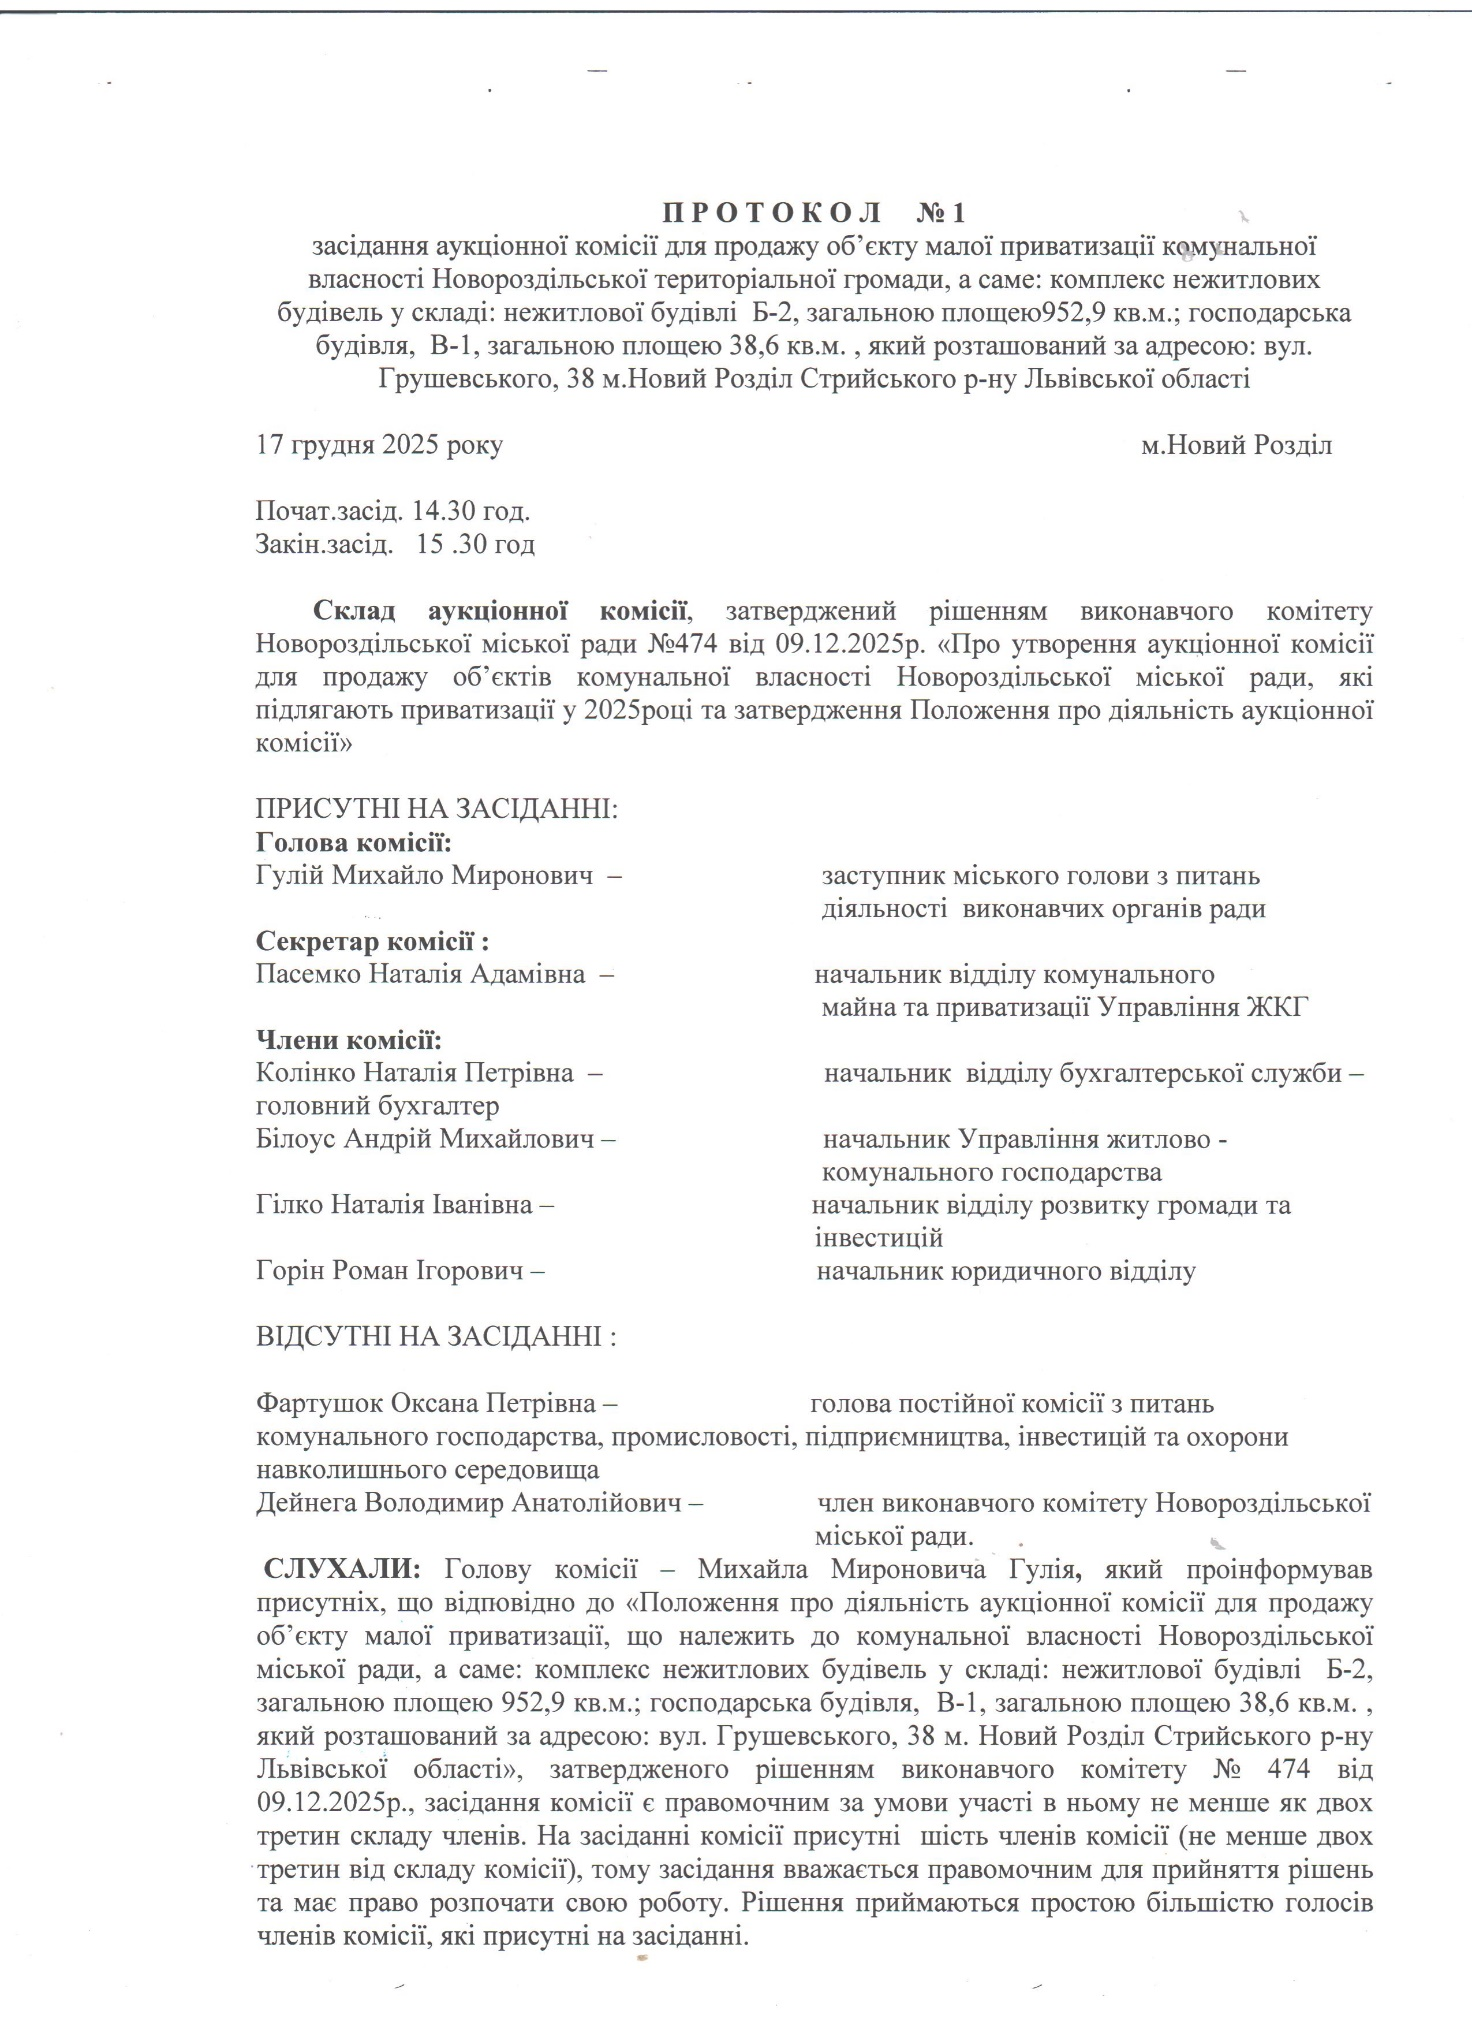 П Р О Т О К О Л № 1
засідання аукціонної комісії для продажу об’єкту малої приватизації комунальної
власності Новороздільської територіальної громади, а саме: комплекс нежитлових
будівель у складі: нежитлової будівлі Б-2, загальною площею952,9 кв.м.; господарська
будівля, В-1, загальною площею 38,6 кв.м. , який розташований за адресою: вул.
Грушевського, 38 м.Новий Розділ Стрийського р-ну Львівської області
17 грудня 2025 року м.Новий Розділ
Почат.засід. 14.30 год.
Закін.засід. 15 .30 год
Склад аукціонної комісії, затверджений рішенням виконавчого комітету
Новороздільської міської ради №474 від 09.12.2025р. «Про утворення аукціонної комісії
для продажу об’єктів комунальної власності Новороздільської міської ради, які
підлягають приватизації у 2025році та затвердження Положення про діяльність аукціонної
комісії»
ПРИСУТНІ НА ЗАСІДАННІ:
Голова комісії:
Гулій Михайло Миронович – заступник міського голови з питань
діяльності виконавчих органів ради
Секретар комісії :
Пасемко Наталія Адамівна – начальник відділу комунального
майна та приватизації Управління ЖКГ
Члени комісії:
Колінко Наталія Петрівна – начальник відділу бухгалтерської служби –
головний бухгалтер
Білоус Андрій Михайлович – начальник Управління житлово -
комунального господарства
Гілко Наталія Іванівна – начальник відділу розвитку громади та
інвестицій
Горін Роман Ігорович – начальник юридичного відділу
ВІДСУТНІ НА ЗАСІДАННІ :
Фартушок Оксана Петрівна – голова постійної комісії з питань
комунального господарства, промисловості, підприємництва, інвестицій та охорони
навколишнього середовища
Дейнега Володимир Анатолійович – член виконавчого комітету Новороздільської
міської ради.
СЛУХАЛИ: Голову комісії – Михайла Мироновича Гулія, який проінформував
присутніх, що відповідно до «Положення про діяльність аукціонної комісії для продажу
об’єкту малої приватизації, що належить до комунальної власності Новороздільської
міської ради, а саме: комплекс нежитлових будівель у складі: нежитлової будівлі Б-2,
загальною площею 952,9 кв.м.; господарська будівля, В-1, загальною площею 38,6 кв.м. ,
який розташований за адресою: вул. Грушевського, 38 м. Новий Розділ Стрийського р-ну
Львівської області», затвердженого рішенням виконавчого комітету № 474 від
09.12.2025р., засідання комісії є правомочним за умови участі в ньому не менше як двох
третин складу членів. На засіданні комісії присутні шість членів комісії (не менше двох
третин від складу комісії), тому засідання вважається правомочним для прийняття рішень
та має право розпочати свою роботу. Рішення приймаються простою більшістю голосів
членів комісії, які присутні на засіданні.